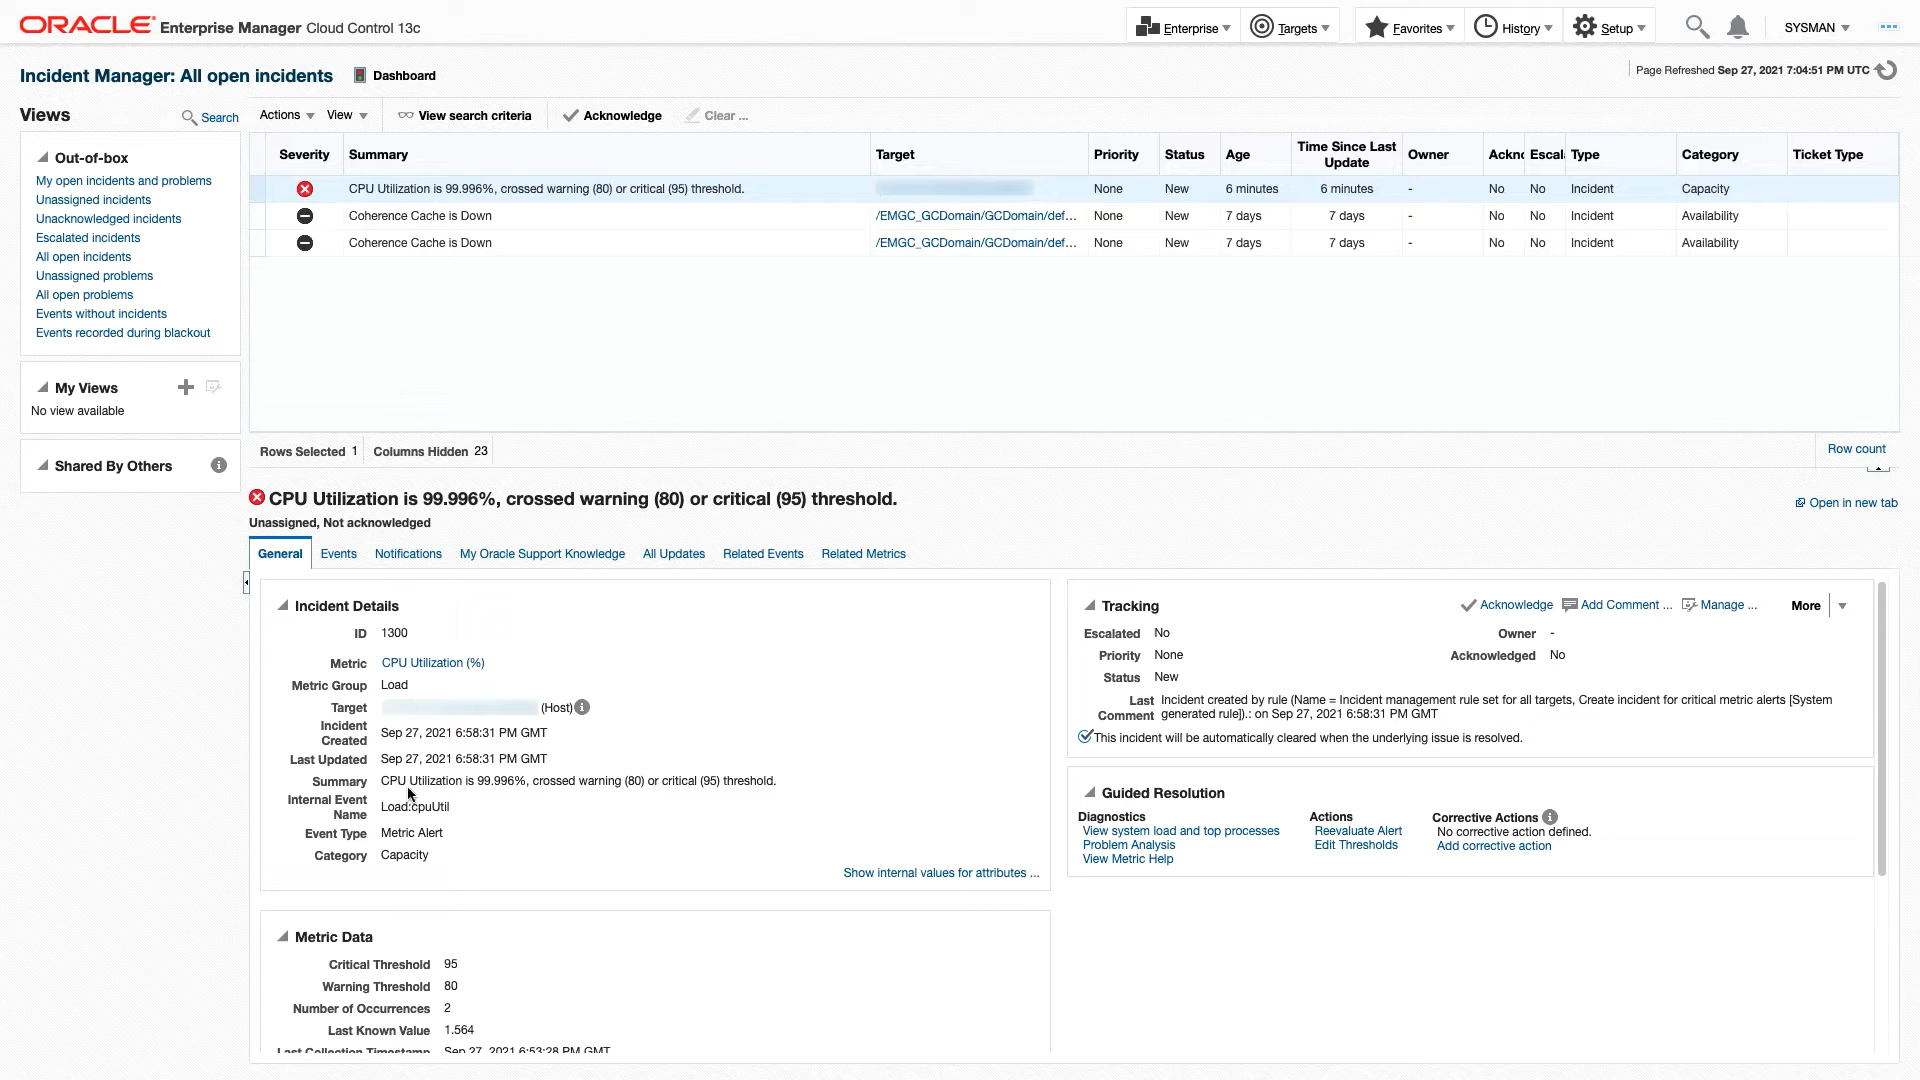 ORACLE Enterprise Manager Cloud Control 13c
Enterprise Targets Favorites History Setup SYSMAN
Incident Manager: All open incidents Dashboard
Page Refreshed Sep 27, 2021 7:04:51 PM UTC
Views Search
Out-of-box
My open incidents and problems
Unassigned incidents
Unacknowledged incidents
Escalated incidents
All open incidents
Unassigned problems
All open problems
Events without incidents
Events recorded during blackout
My Views
No view available
Shared By Others
Actions View View search criteria Acknowledge Clear ...
Severity Summary Target Priority Status Age Time Since Last Update Owner Ackno Escal Type Category Ticket Type
CPU Utilization is 99.996%, crossed warning (80) or critical (95) threshold. None New 6 minutes 6 minutes - No No Incident Capacity
Coherence Cache is Down /EMGC_GCDomain/GCDomain/def... None New 7 days 7 days - No No Incident Availability
Coherence Cache is Down /EMGC_GCDomain/GCDomain/def... None New 7 days 7 days - No No Incident Availability
Rows Selected 1 Columns Hidden 23
Row count
CPU Utilization is 99.996%, crossed warning (80) or critical (95) threshold.
Open in new tab
Unassigned, Not acknowledged
General Events Notifications My Oracle Support Knowledge All Updates Related Events Related Metrics
Incident Details
ID 1300
Metric CPU Utilization (%)
Metric Group Load
Target (Host)
Incident Created Sep 27, 2021 6:58:31 PM GMT
Last Updated Sep 27, 2021 6:58:31 PM GMT
Summary CPU Utilization is 99.996%, crossed warning (80) or critical (95) threshold.
Internal Event Name Load:cpuUtil
Event Type Metric Alert
Category Capacity
Show internal values for attributes ...
Metric Data
Critical Threshold 95
Warning Threshold 80
Number of Occurrences 2
Last Known Value 1.564
Last Collection Timestamp Sep 27, 2021 6:53:28 PM GMT
Tracking Acknowledge Add Comment ... Manage ... More
Escalated No Owner -
Priority None Acknowledged No
Status New
Last Comment Incident created by rule (Name = Incident management rule set for all targets, Create incident for critical metric alerts [System
generated rule]).: on Sep 27, 2021 6:58:31 PM GMT
This incident will be automatically cleared when the underlying issue is resolved.
Guided Resolution
Diagnostics
View system load and top processes
Problem Analysis
View Metric Help
Actions
Reevaluate Alert
Edit Thresholds
Corrective Actions
No corrective action defined.
Add corrective action